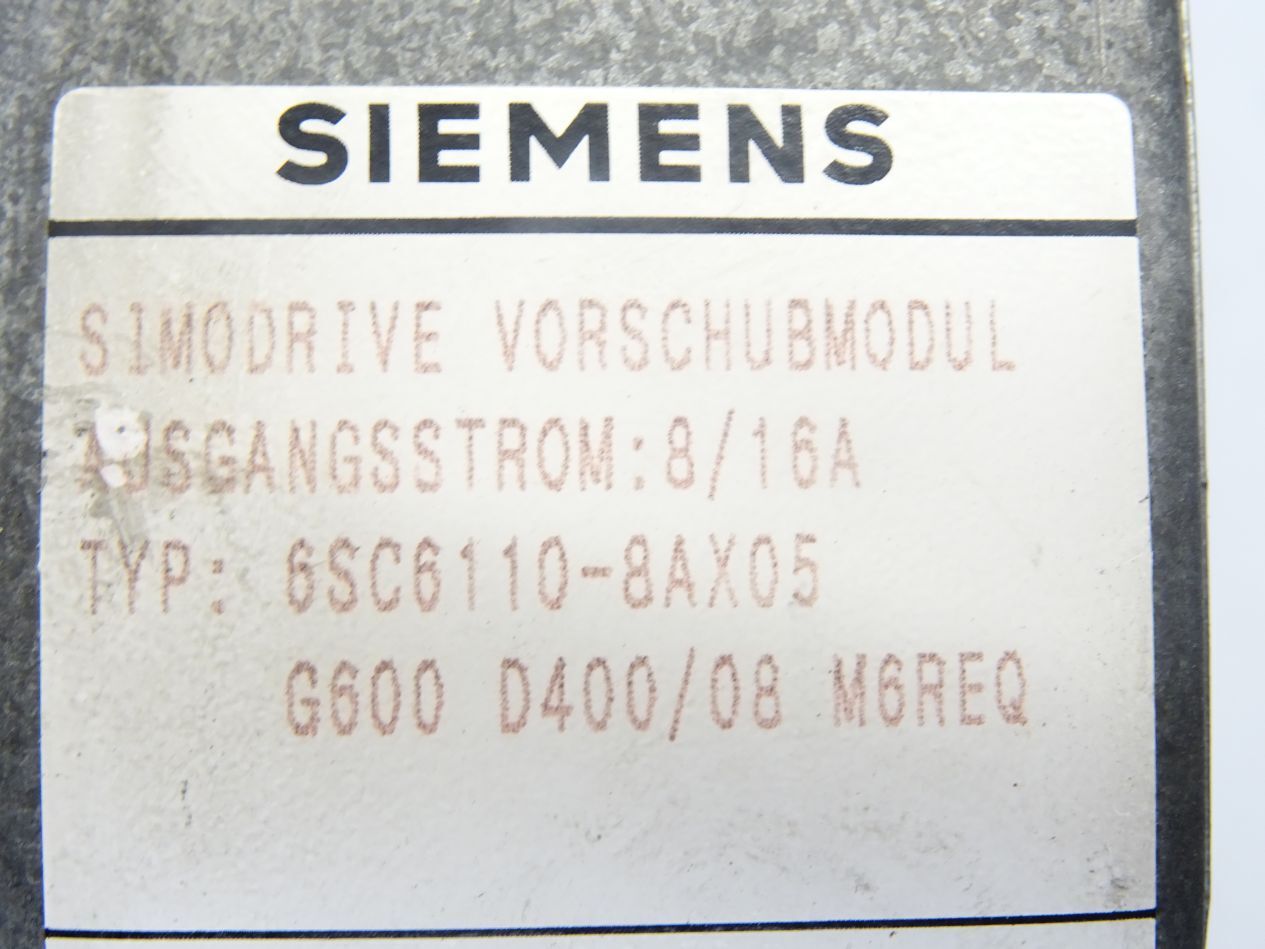 SIEMENS
SIMODRIVE VORSCHUBMODUL
AUSGANGSSTROM:8/16A
TYP: 6SC6110-8AX05
G600 D400/08 M6REQ